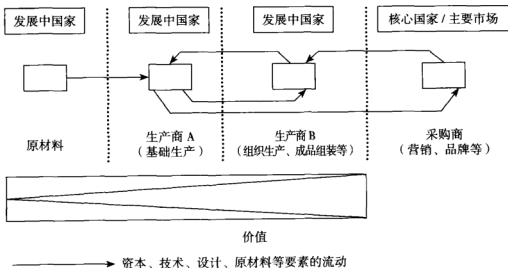 发展中国家
发展中国家
发展中国家
核心国家/主要市场
原材料
生产商A
(基础生产)
生产商B
(组织生产、成品组装等)
采购商
(营销、品牌等)
价值
资本、技术、设计、原材料等要素的流动